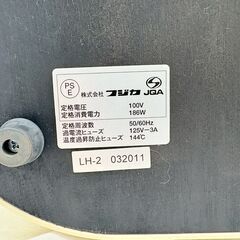 PS
E
株式会社 フジカ JQA
定格電圧 100V
定格消費電力 186W
定格周波数 50/60Hz
過電流ヒューズ 125V-3A
温度過昇防止ヒューズ 144℃
LH-2 032011